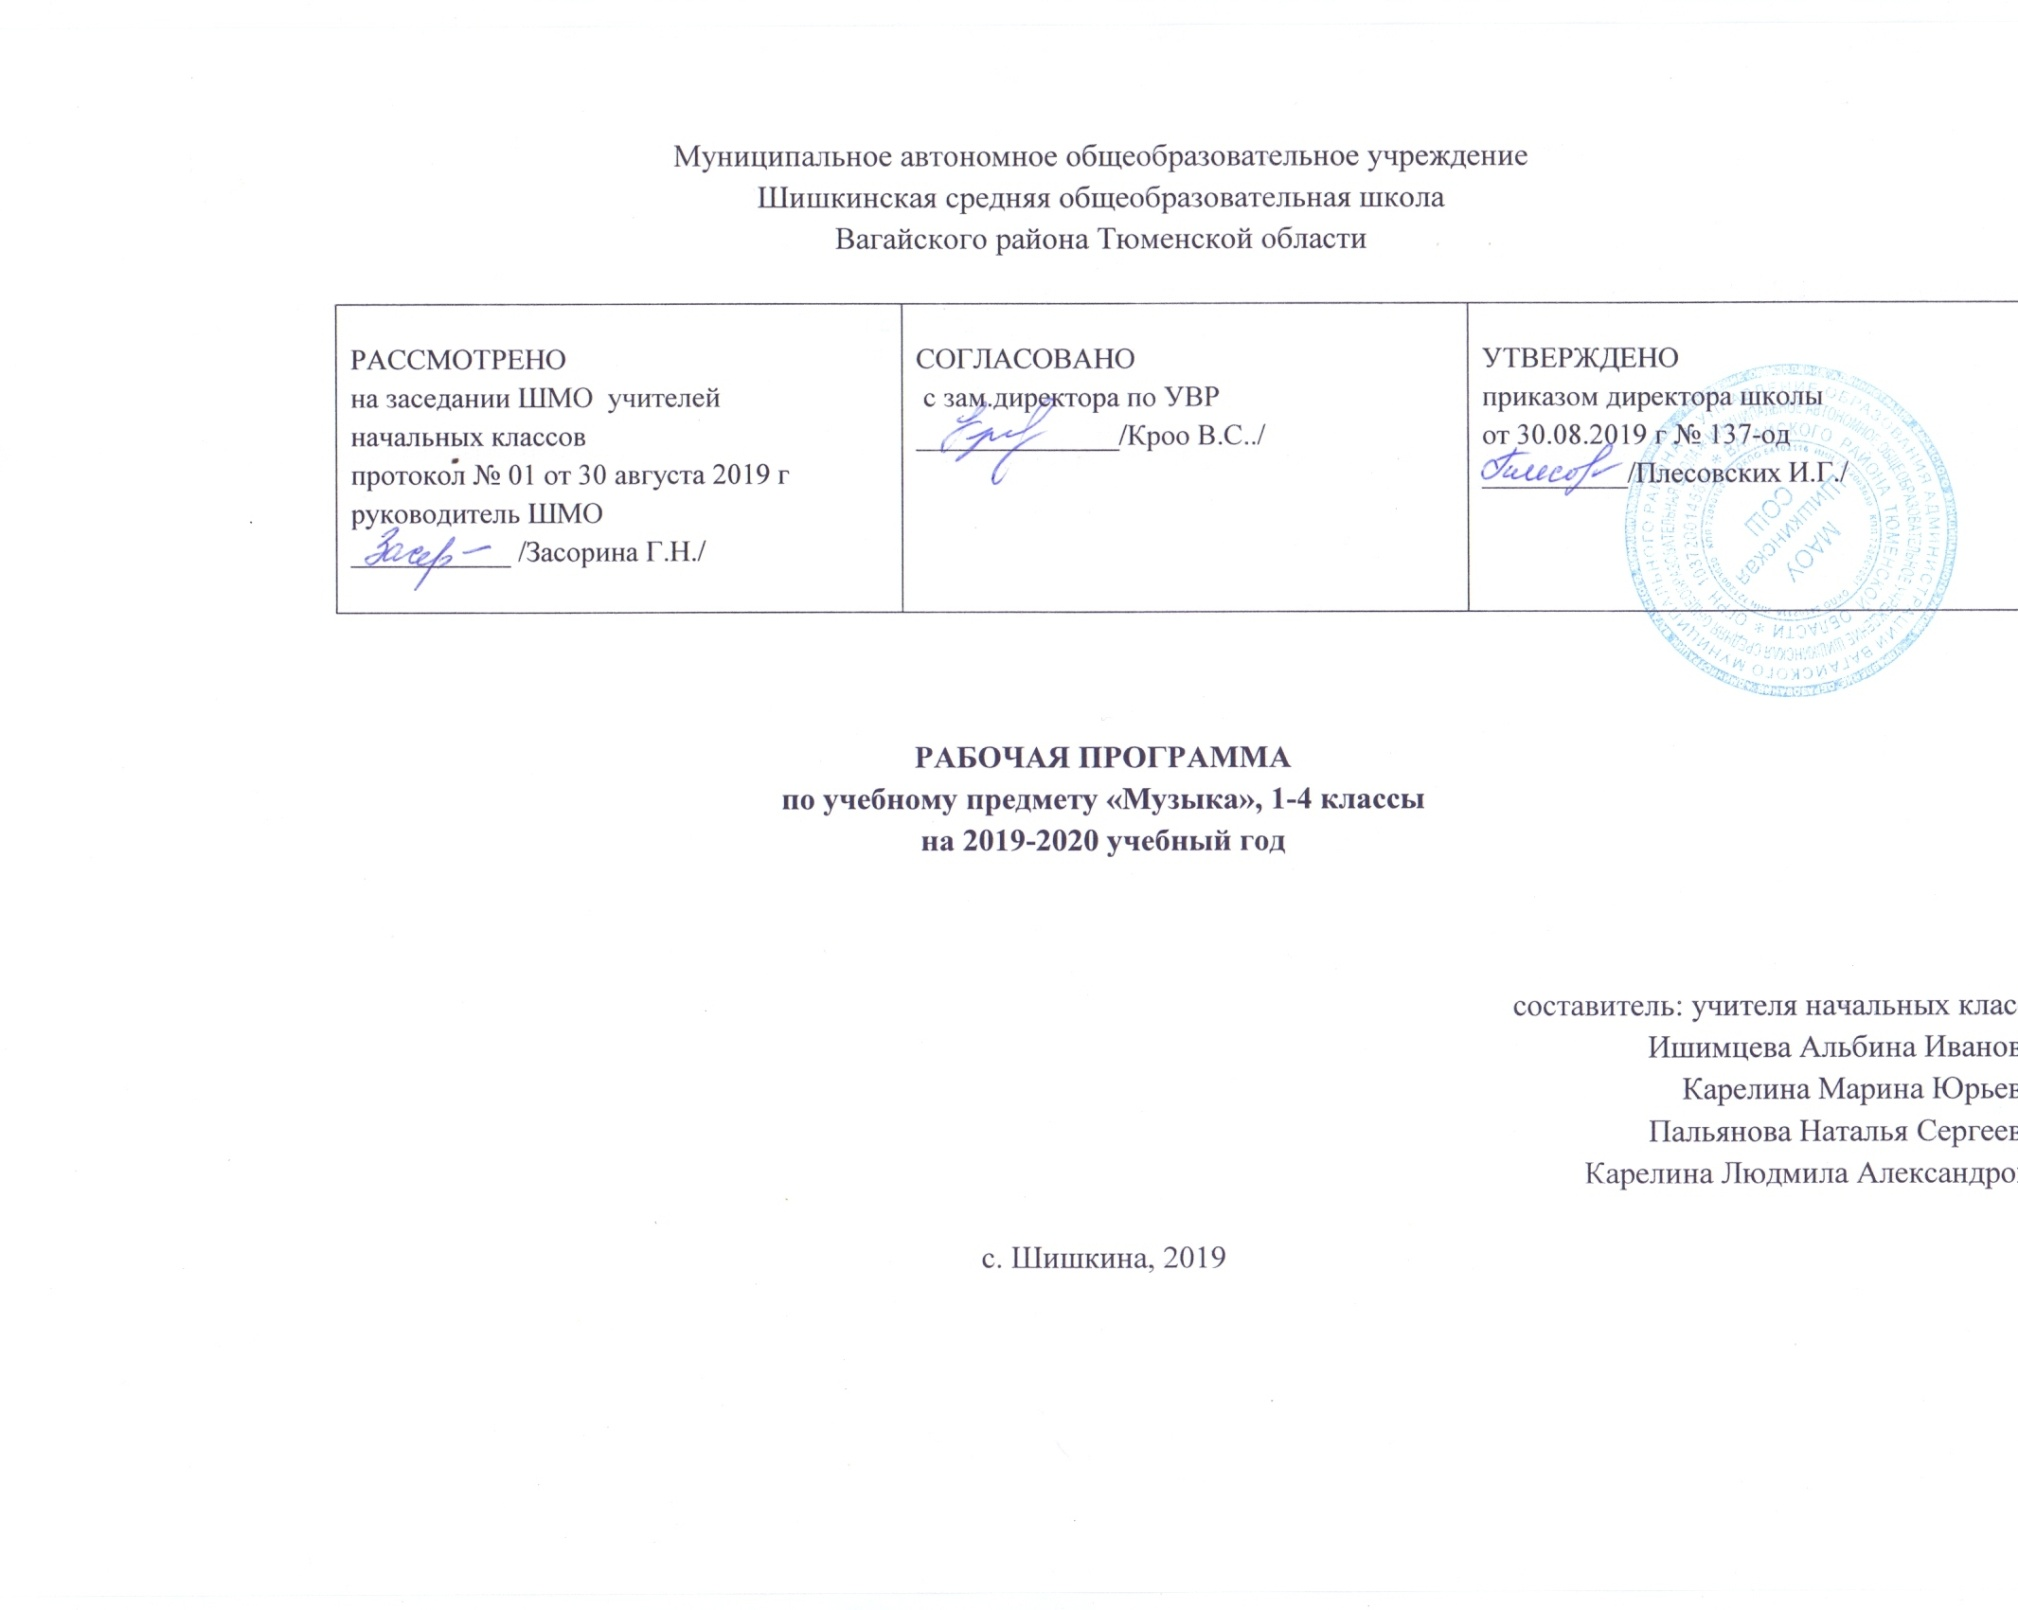 Муниципальное автономное общеобразовательное учреждение
Шишкинская средняя общеобразовательная школа
Вагайского района Тюменской области
РАССМОТРЕНО
на заседании ШМО учителей
начальных классов
протокол № 01 от 30 августа 2019 г
руководитель ШМО
____________ /Засорина Г.Н./
СОГЛАСОВАНО
с зам.директора по УВР
_______________/Кроо В.С../
УТВЕРЖДЕНО
приказом директора школы
от 30.08.2019 г № 137-од
___________/Плесовских И.Г./
МАОУ
Шишкинская
СОШ
РАБОЧАЯ ПРОГРАММА
по учебному предмету «Музыка», 1-4 классы
на 2019-2020 учебный год
составитель: учителя начальных клас
Ишимцева Альбина Иванов
Карелина Марина Юрьев
Пальянова Наталья Сергеев
Карелина Людмила Александро
с. Шишкина, 2019